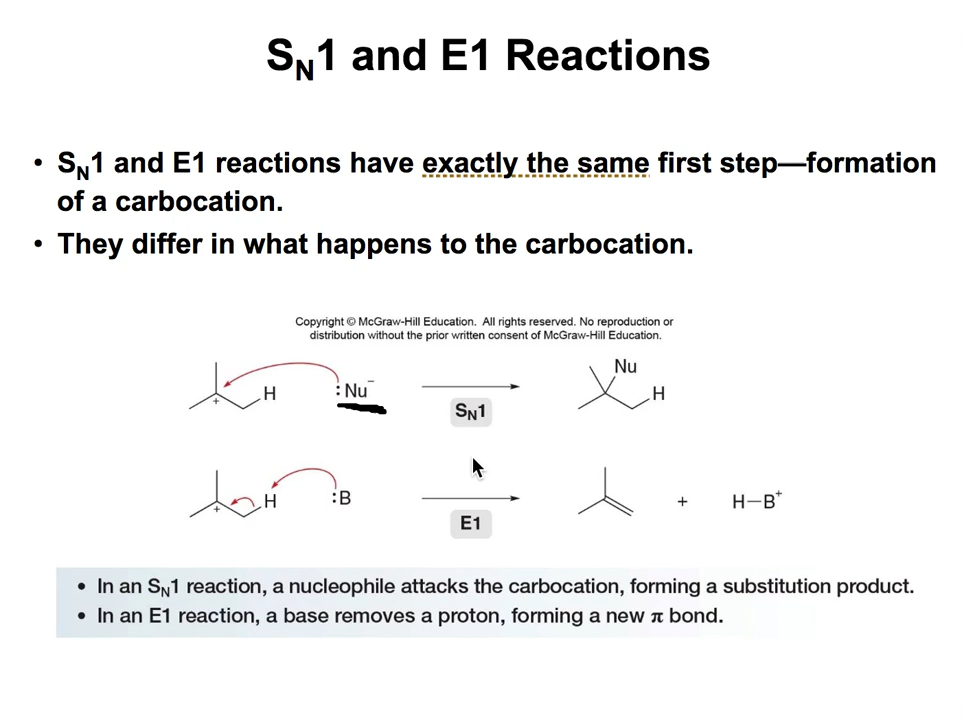 S_N1 and E1 Reactions
• S_N1 and E1 reactions have exactly the same first step—formation
of a carbocation.
• They differ in what happens to the carbocation.
Copyright © McGraw-Hill Education. All rights reserved. No reproduction or
distribution without the prior written consent of McGraw-Hill Education.
+ H :Nu⁻ S_N1 Nu H
+ H :B E1 + H−B⁺
• In an S_N1 reaction, a nucleophile attacks the carbocation, forming a substitution product.
• In an E1 reaction, a base removes a proton, forming a new π bond.